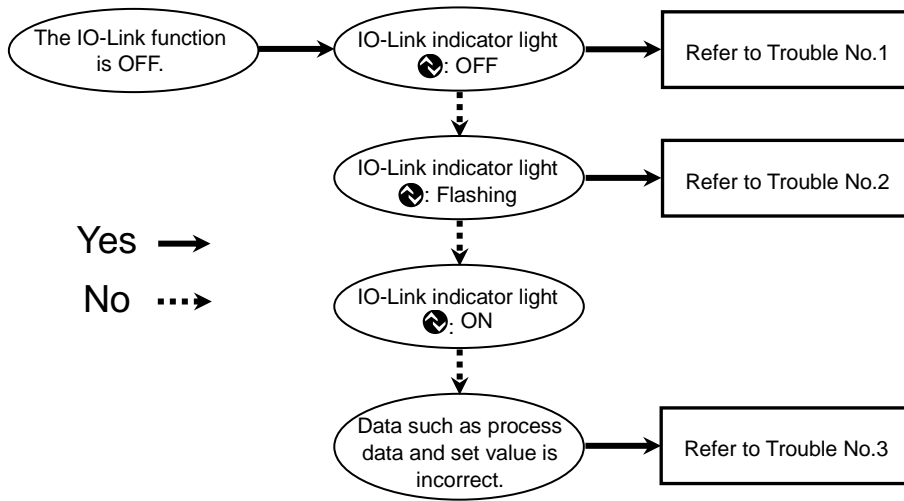 The IO-Link function
is OFF.
IO-Link indicator light
: OFF
Refer to Trouble No.1
IO-Link indicator light
: Flashing
Refer to Trouble No.2
Yes
No
IO-Link indicator light
: ON
Data such as process
data and set value is
incorrect.
Refer to Trouble No.3